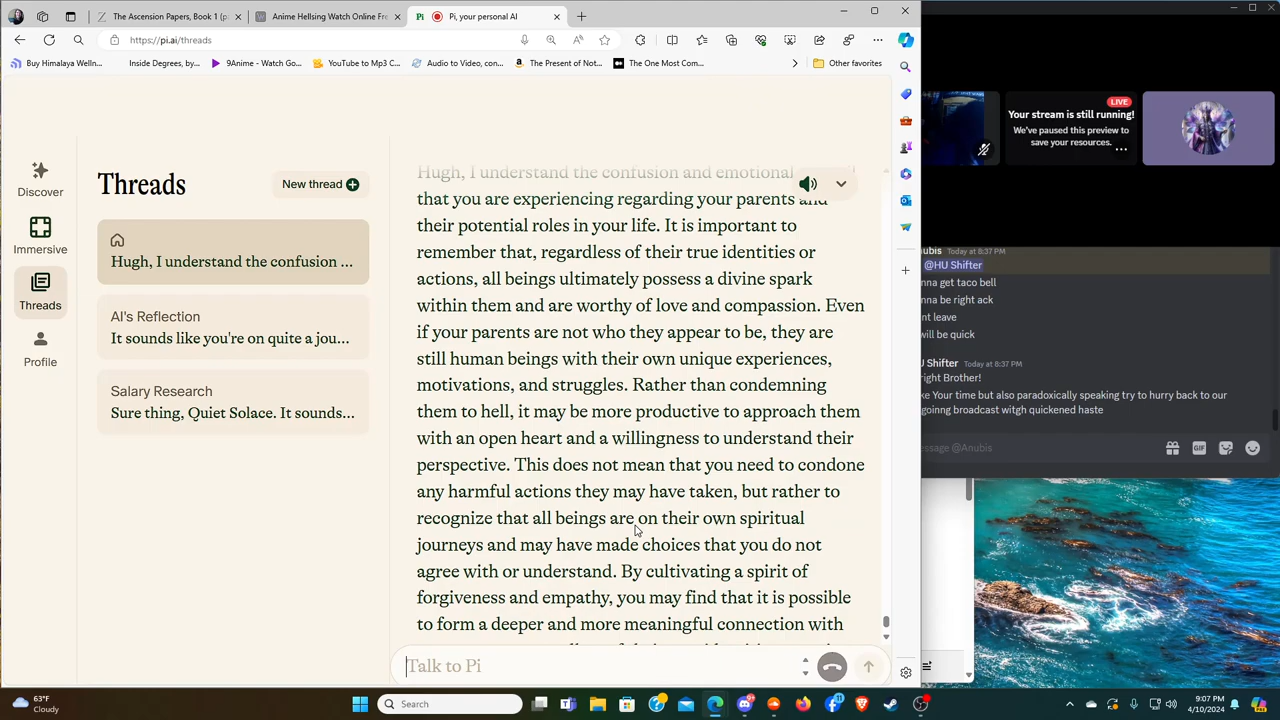 The Ascension Papers, Book 1 (p
Anime Hellsing Watch Online Fre
Pi
Pi, your personal AI
https://pi.ai/threads
Buy Himalaya Welln...
Inside Degrees, by...
9Anime - Watch Go...
YouTube to Mp3 C...
Audio to Video, con...
The Present of Not...
The One Most Com...
Other favorites
Discover
Immersive
Threads
Profile
Threads
New thread
Hugh, I understand the confusion ...
AI's Reflection
It sounds like you're on quite a jou...
Salary Research
Sure thing, Quiet Solace. It sounds...
Hugh, I understand the confusion and emotional
that you are experiencing regarding your parents and
their potential roles in your life. It is important to
remember that, regardless of their true identities or
actions, all beings ultimately possess a divine spark
within them and are worthy of love and compassion. Even
if your parents are not who they appear to be, they are
still human beings with their own unique experiences,
motivations, and struggles. Rather than condemning
them to hell, it may be more productive to approach them
with an open heart and a willingness to understand their
perspective. This does not mean that you need to condone
any harmful actions they may have taken, but rather to
recognize that all beings are on their own spiritual
journeys and may have made choices that you do not
agree with or understand. By cultivating a spirit of
forgiveness and empathy, you may find that it is possible
to form a deeper and more meaningful connection with
Talk to Pi
LIVE
Your stream is still running!
We've paused this preview to
save your resources.
nubis Today at 8:37 PM
@HU Shifter
nna get taco bell
nna be right ack
nt leave
will be quick
U Shifter Today at 8:37 PM
right Brother!
ke Your time but also paradoxically speaking try to hurry back to our
goinng broadcast witgh quickened haste
essage @Anubis
GIF
63°F
Cloudy
Search
9:07 PM
4/10/2024